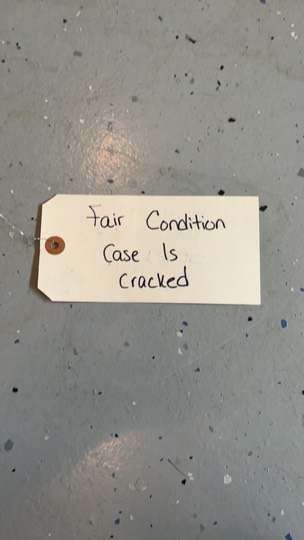 Fair Condition
Case Is
Cracked